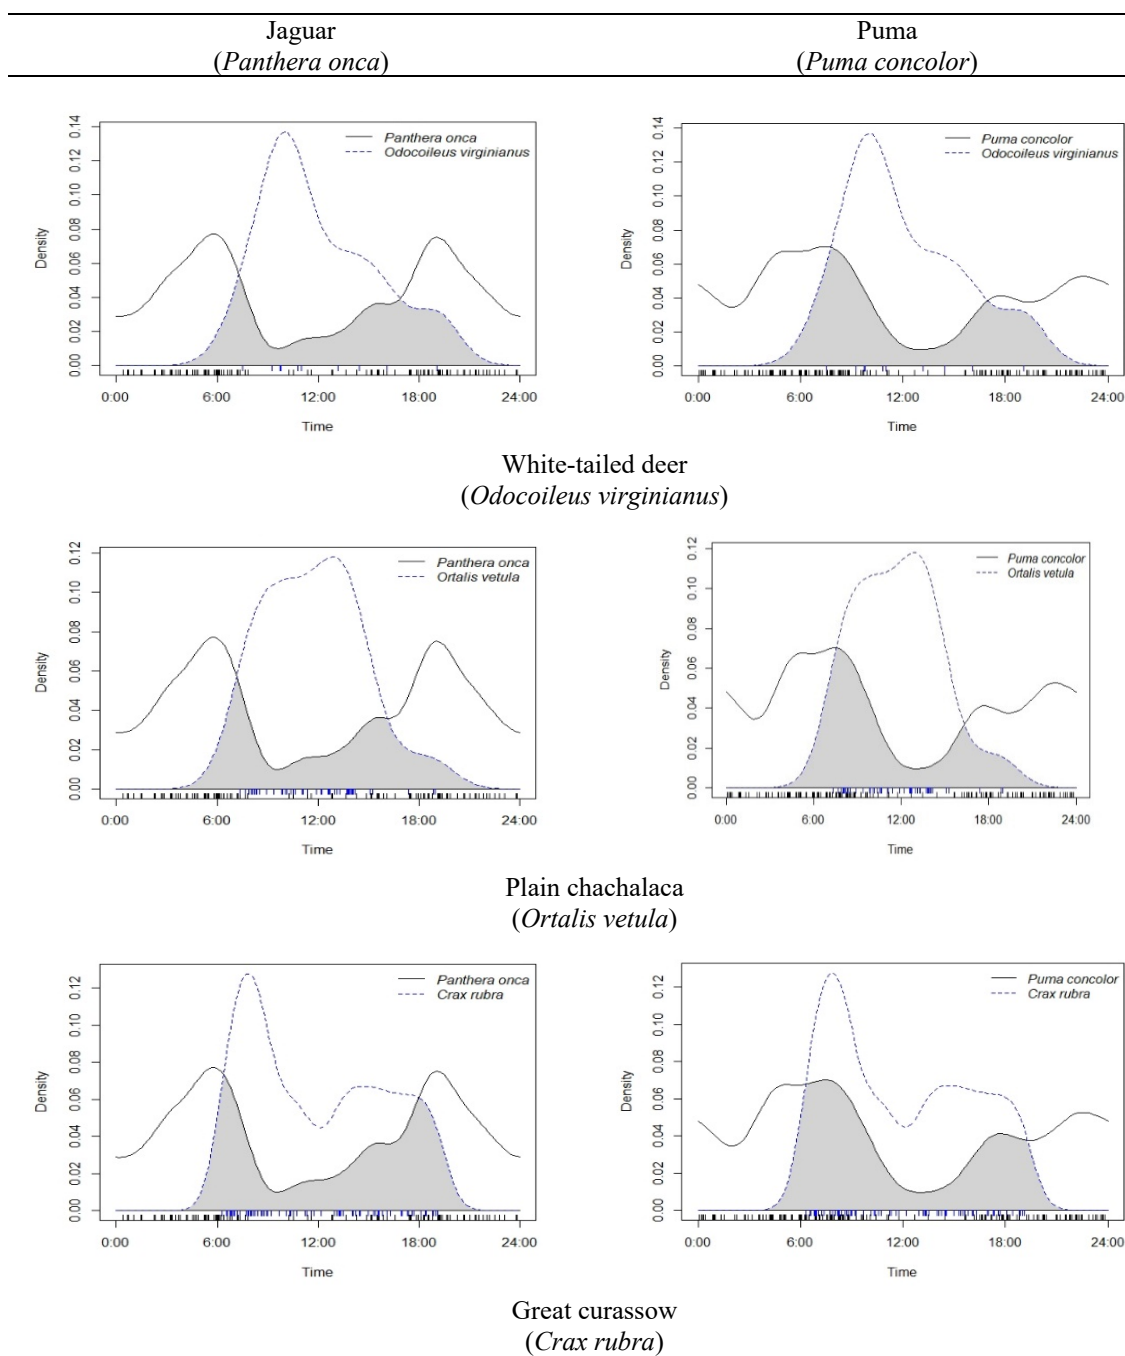 Jaguar
(Panthera onca)
Puma
(Puma concolor)
Panthera onca
Odocoileus virginianus
Density
0.00 0.02 0.04 0.06 0.08 0.10 0.12 0.14
0:00 6:00 12:00 18:00 24:00
Time
Puma concolor
Odocoileus virginianus
Density
0.00 0.02 0.04 0.06 0.08 0.10 0.12 0.14
0:00 6:00 12:00 18:00 24:00
Time
White-tailed deer
(Odocoileus virginianus)
Panthera onca
Ortalis vetula
Density
0.00 0.02 0.04 0.06 0.08 0.10 0.12
0:00 6:00 12:00 18:00 24:00
Time
Puma concolor
Ortalis vetula
Density
0.00 0.02 0.04 0.06 0.08 0.10 0.12
0:00 6:00 12:00 18:00 24:00
Time
Plain chachalaca
(Ortalis vetula)
Panthera onca
Crax rubra
Density
0.00 0.02 0.04 0.06 0.08 0.10 0.12
0:00 6:00 12:00 18:00 24:00
Time
Puma concolor
Crax rubra
Density
0.00 0.02 0.04 0.06 0.08 0.10 0.12
0:00 6:00 12:00 18:00 24:00
Time
Great curassow
(Crax rubra)